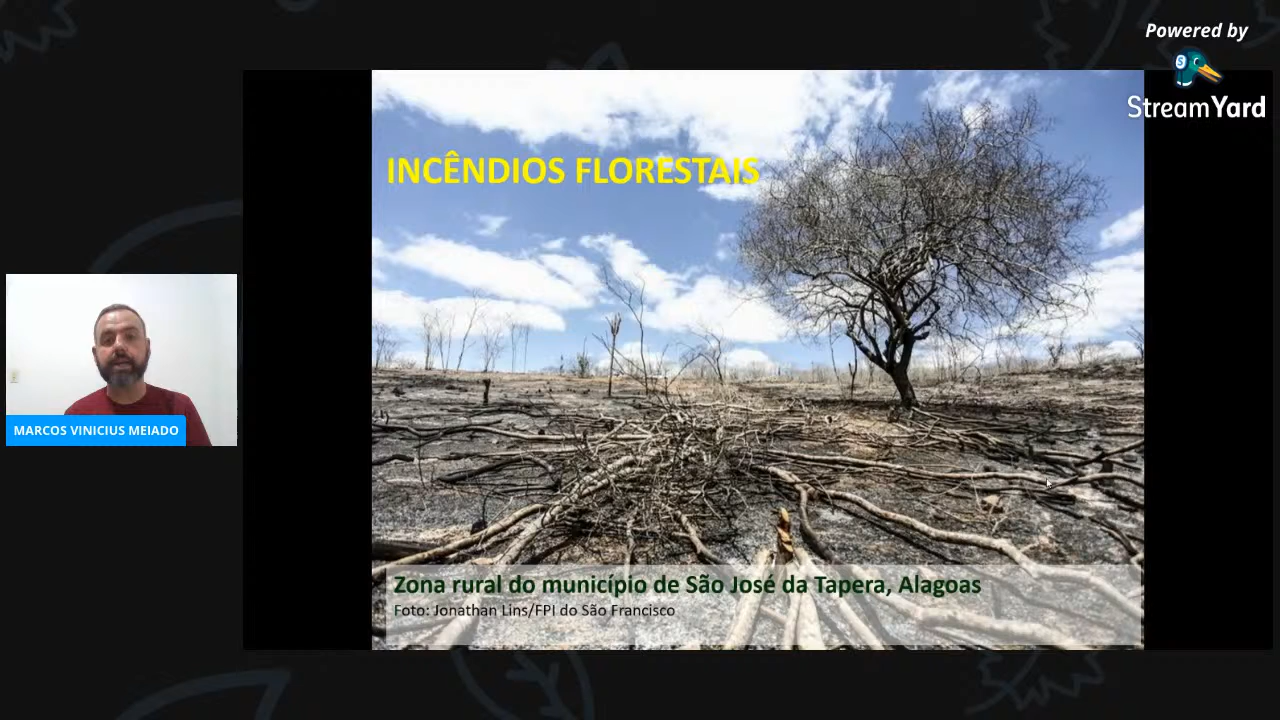 Powered by
StreamYard
INCÊNDIOS FLORESTAIS
MARCOS VINICIUS MEIADO
Zona rural do município de São José da Tapera, Alagoas
Foto: Jonathan Lins/FPI do São Francisco